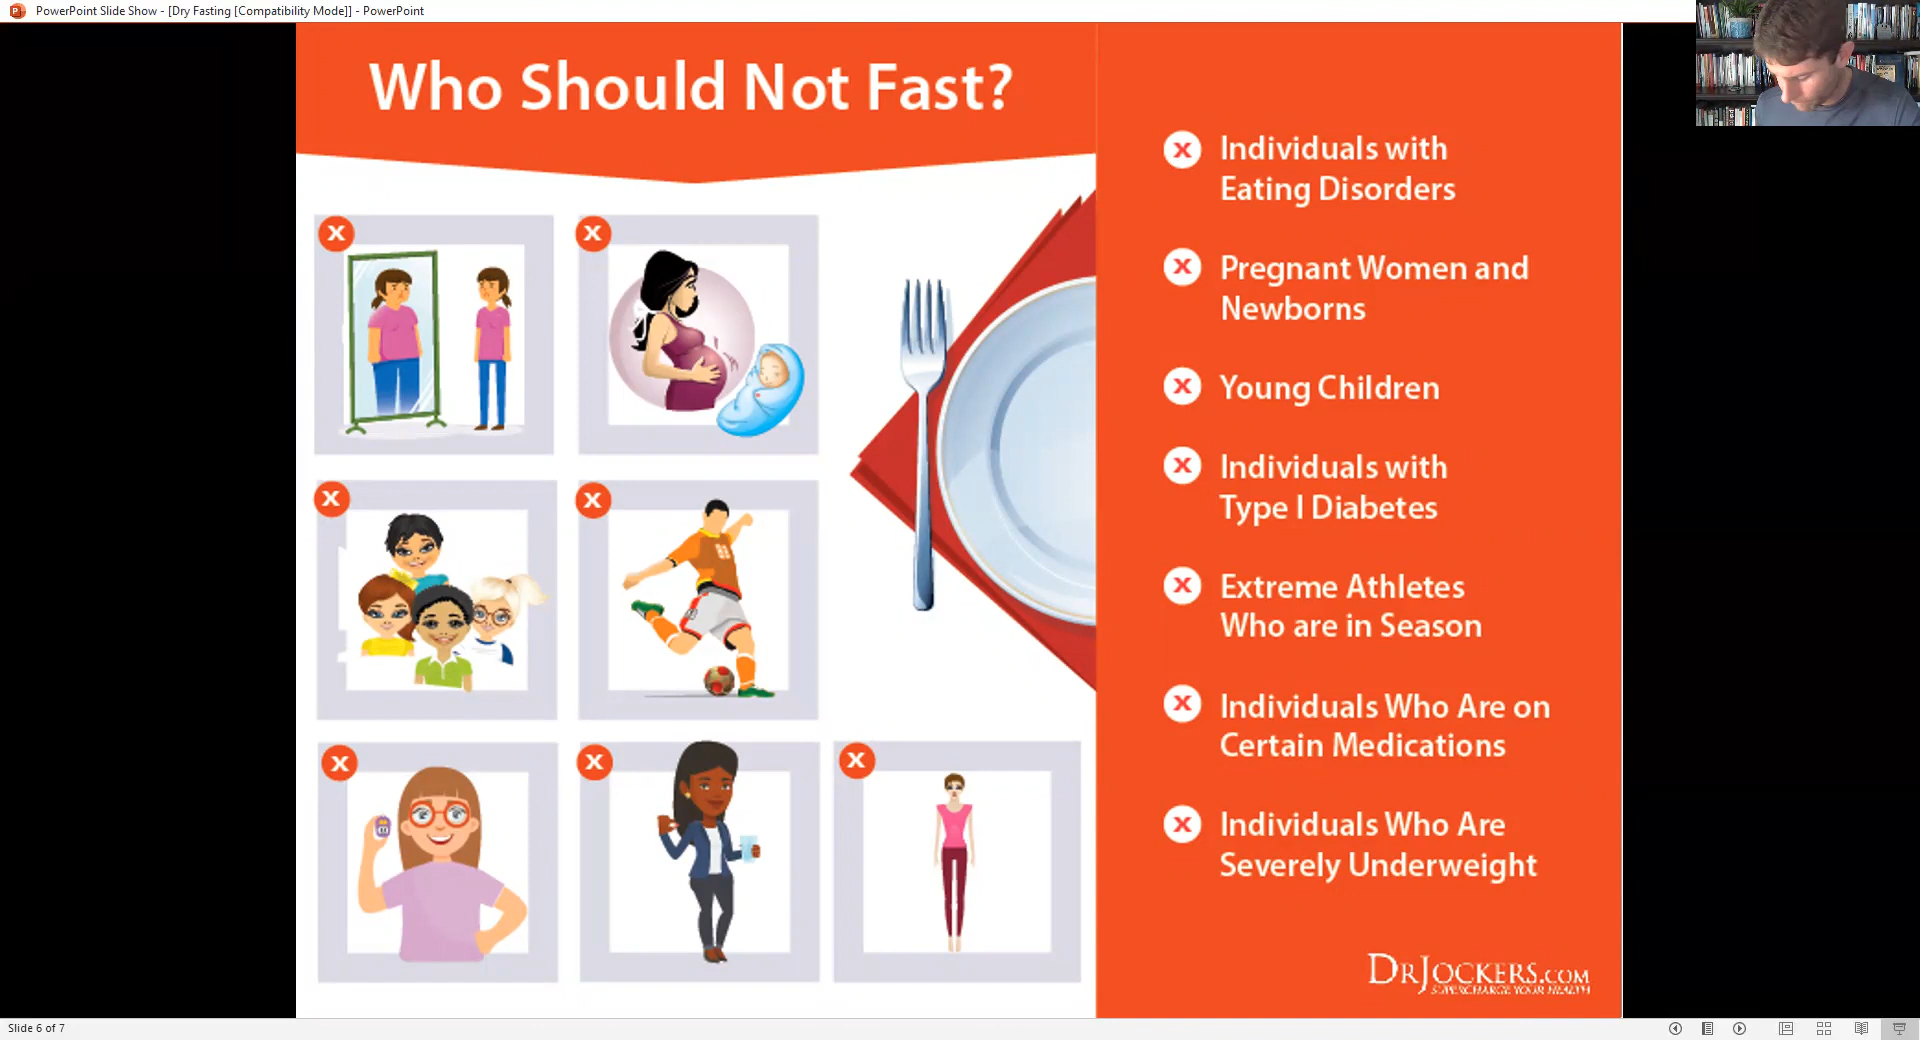 PowerPoint Slide Show - [Dry Fasting [Compatibility Mode]] - PowerPoint
Who Should Not Fast?
X
X
X
X
X
X
X
X Individuals with
Eating Disorders
X Pregnant Women and
Newborns
X Young Children
X Individuals with
Type I Diabetes
X Extreme Athletes
Who are in Season
X Individuals Who Are on
Certain Medications
X Individuals Who Are
Severely Underweight
DRJOCKERS.COM
SUPERCHARGE YOUR HEALTH
Slide 6 of 7